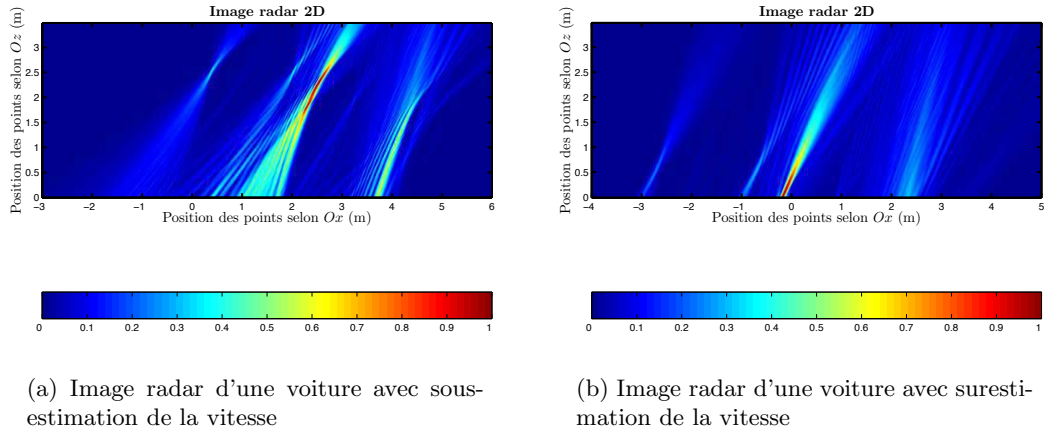 Image radar 2D
Position des points selon Oz (m)
3
2.5
2
1.5
1
0.5
0
−3 −2 −1 0 1 2 3 4 5 6
Position des points selon Ox (m)
0 0.1 0.2 0.3 0.4 0.5 0.6 0.7 0.8 0.9 1
(a) Image radar d'une voiture avec sous-
estimation de la vitesse
Image radar 2D
Position des points selon Oz (m)
3
2.5
2
1.5
1
0.5
0
−4 −3 −2 −1 0 1 2 3 4 5
Position des points selon Ox (m)
0 0.1 0.2 0.3 0.4 0.5 0.6 0.7 0.8 0.9 1
(b) Image radar d'une voiture avec suresti-
mation de la vitesse